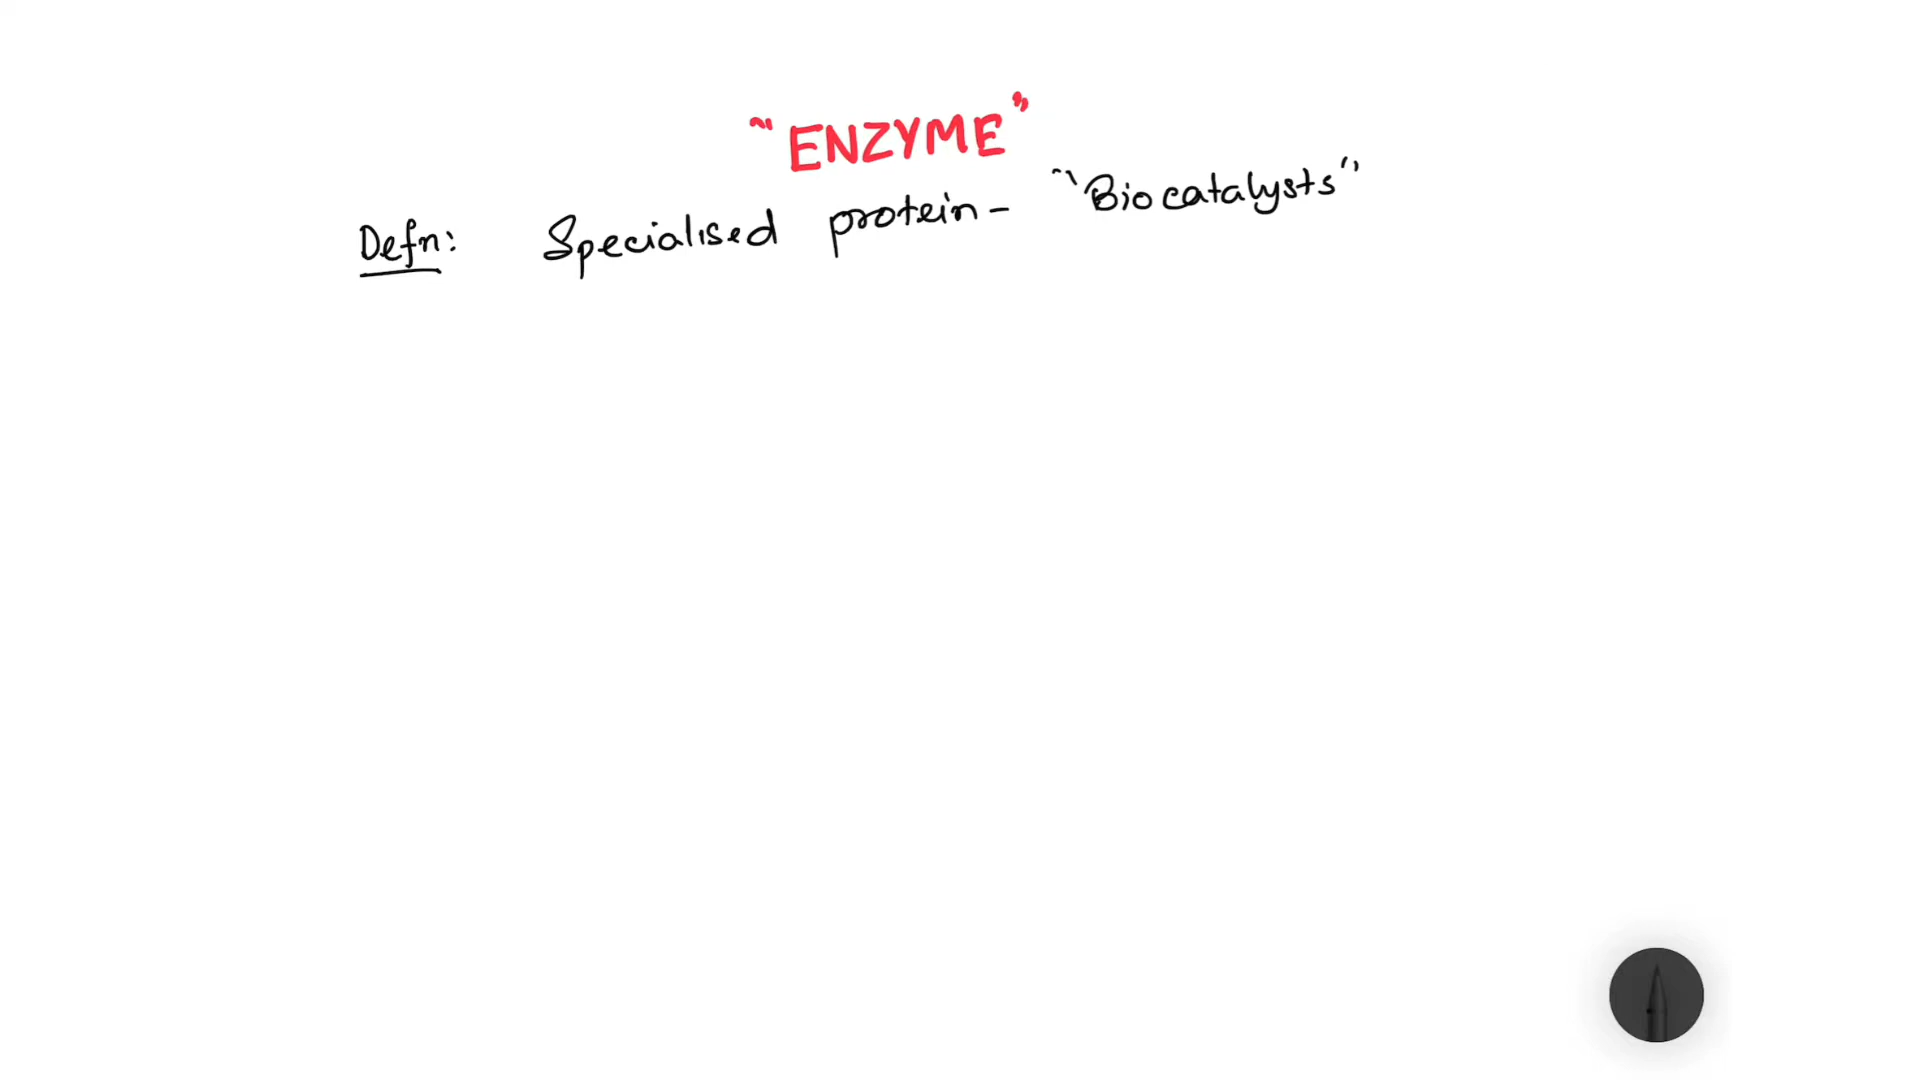 "ENZYME"
Defn: Specialised protein - "Biocatalysts"